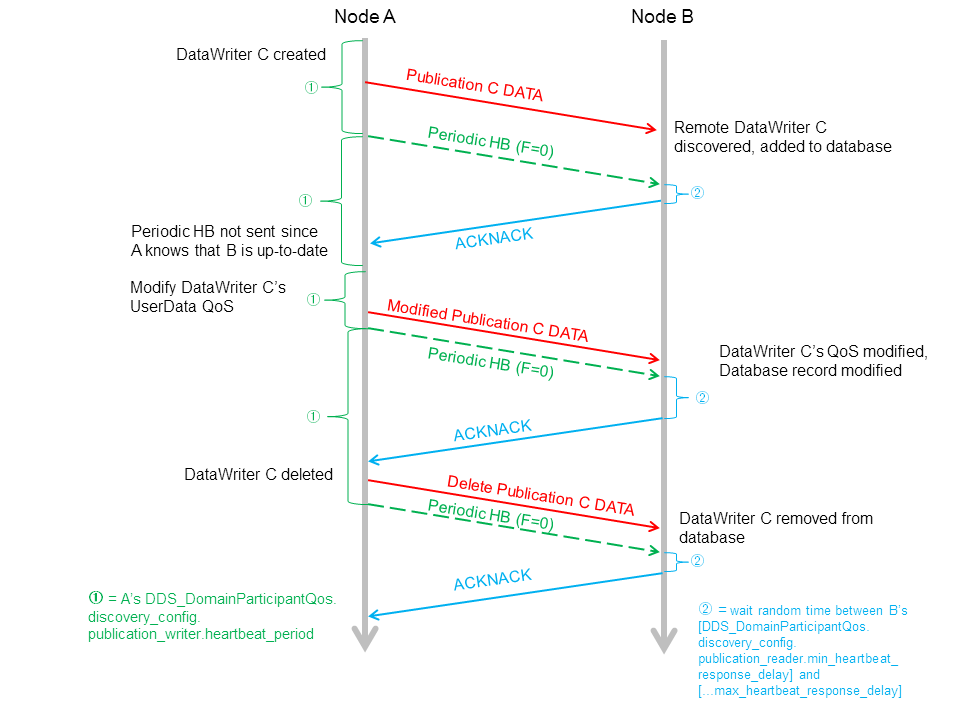 Node A
Node B
DataWriter C created
①
Publication C DATA
Remote DataWriter C
discovered, added to database
Periodic HB (F=0)
②
①
Periodic HB not sent since
A knows that B is up-to-date
ACKNACK
Modify DataWriter C's
UserData QoS
①
Modified Publication C DATA
DataWriter C's QoS modified,
Database record modified
Periodic HB (F=0)
②
①
ACKNACK
DataWriter C deleted
Delete Publication C DATA
Periodic HB (F=0)
DataWriter C removed from
database
②
ACKNACK
① = A's DDS_DomainParticipantQos.
discovery_config.
publication_writer.heartbeat_period
② = wait random time between B's
[DDS_DomainParticipantQos.
discovery_config.
publication_reader.min_heartbeat_
response_delay] and
[...max_heartbeat_response_delay]